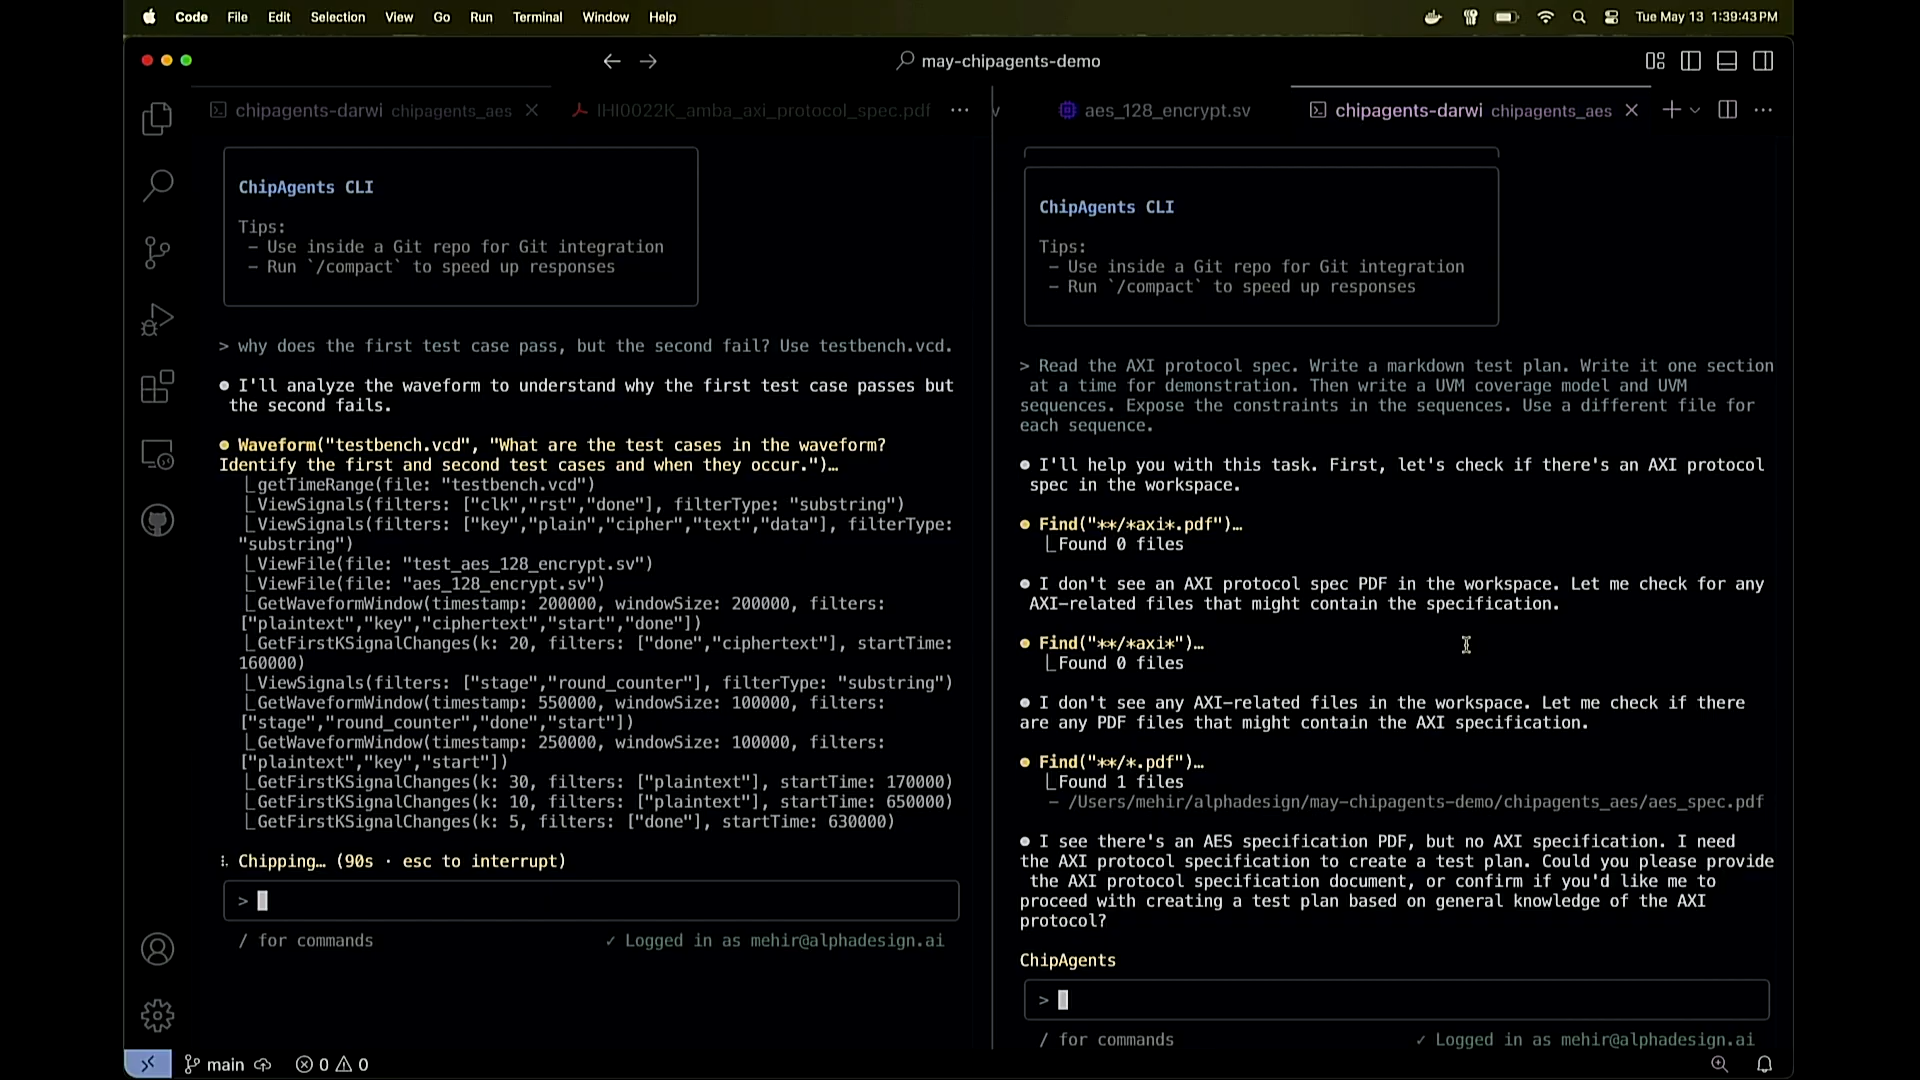 Code File Edit Selection View Go Run Terminal Window Help
Tue May 13 1:39:43 PM
may-chipagents-demo
chipagents-darwi chipagents_aes
IHI0022K_amba_axi_protocol_spec.pdf
v
aes_128_encrypt.sv
chipagents-darwi chipagents_aes
ChipAgents CLI
Tips:
– Use inside a Git repo for Git integration
– Run `/compact` to speed up responses
> why does the first test case pass, but the second fail? Use testbench.vcd.
● I'll analyze the waveform to understand why the first test case passes but
the second fails.
● Waveform("testbench.vcd", "What are the test cases in the waveform?
Identify the first and second test cases and when they occur.")…
⎿getTimeRange(file: "testbench.vcd")
⎿ViewSignals(filters: ["clk","rst","done"], filterType: "substring")
⎿ViewSignals(filters: ["key","plain","cipher","text","data"], filterType:
"substring")
⎿ViewFile(file: "test_aes_128_encrypt.sv")
⎿ViewFile(file: "aes_128_encrypt.sv")
⎿GetWaveformWindow(timestamp: 200000, windowSize: 200000, filters:
["plaintext","key","ciphertext","start","done"])
⎿GetFirstKSignalChanges(k: 20, filters: ["done","ciphertext"], startTime:
160000)
⎿ViewSignals(filters: ["stage","round_counter"], filterType: "substring")
⎿GetWaveformWindow(timestamp: 550000, windowSize: 100000, filters:
["stage","round_counter","done","start"])
⎿GetWaveformWindow(timestamp: 250000, windowSize: 100000, filters:
["plaintext","key","start"])
⎿GetFirstKSignalChanges(k: 30, filters: ["plaintext"], startTime: 170000)
⎿GetFirstKSignalChanges(k: 10, filters: ["plaintext"], startTime: 650000)
⎿GetFirstKSignalChanges(k: 5, filters: ["done"], startTime: 630000)
Chipping… (90s · esc to interrupt)
>
/ for commands
✓ Logged in as mehir@alphadesign.ai
ChipAgents CLI
Tips:
– Use inside a Git repo for Git integration
– Run `/compact` to speed up responses
> Read the AXI protocol spec. Write a markdown test plan. Write it one section
at a time for demonstration. Then write a UVM coverage model and UVM
sequences. Expose the constraints in the sequences. Use a different file for
each sequence.
● I'll help you with this task. First, let's check if there's an AXI protocol
spec in the workspace.
● Find("**/*axi*.pdf")…
⎿Found 0 files
● I don't see an AXI protocol spec PDF in the workspace. Let me check for any
AXI-related files that might contain the specification.
● Find("**/*axi*")…
⎿Found 0 files
● I don't see any AXI-related files in the workspace. Let me check if there
are any PDF files that might contain the AXI specification.
● Find("**/*.pdf")…
⎿Found 1 files
– /Users/mehir/alphadesign/may-chipagents-demo/chipagents_aes/aes_spec.pdf
● I see there's an AES specification PDF, but no AXI specification. I need
the AXI protocol specification to create a test plan. Could you please provide
the AXI protocol specification document, or confirm if you'd like me to
proceed with creating a test plan based on general knowledge of the AXI
protocol?
ChipAgents
>
/ for commands
✓ Logged in as mehir@alphadesign.ai
main
0
0